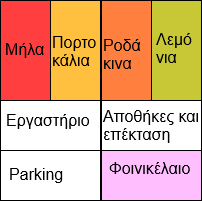 Μήλα
Πορτο
κάλια
Ροδά
κινα
Λεμό
νια
Εργαστήριο
Αποθήκες και
επέκταση
Parking
Φοινικέλαιο